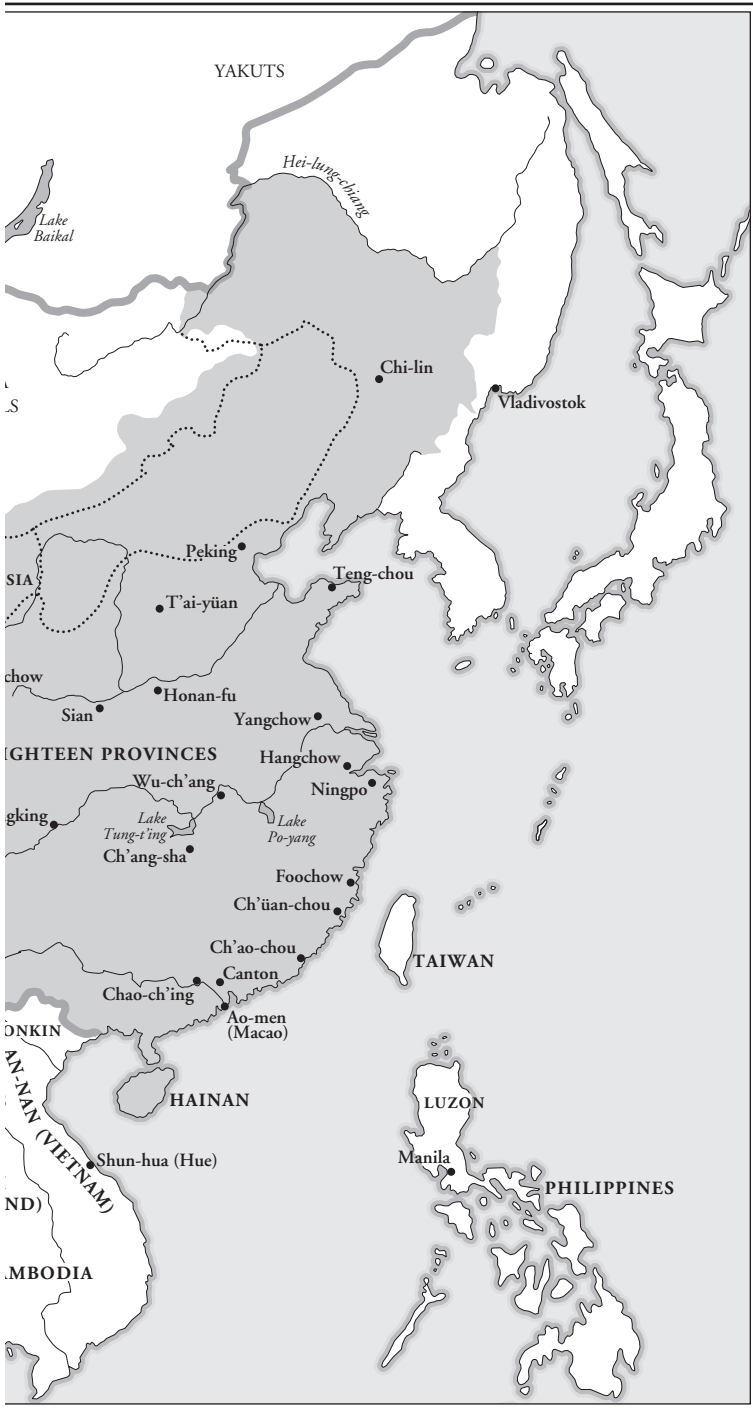 YAKUTS
Hei-lung-chiang
Lake
Baikal
Chi-lin
Vladivostok
LS
Peking
Teng-chou
SIA
T'ai-yüan
chow
Honan-fu
Sian
Yangchow
IGHTEEN PROVINCES
Hangchow
Wu-ch'ang
Ningpo
gking
Lake
Tung-t'ing
Lake
Po-yang
Ch'ang-sha
Foochow
Ch'üan-chou
Ch'ao-chou
TAIWAN
Canton
Chao-ch'ing
Ao-men
(Macao)
ONKIN
AN-NAN (VIETNAM)
HAINAN
LUZON
Shun-hua (Hue)
Manila
PHILIPPINES
ND)
MBODIA